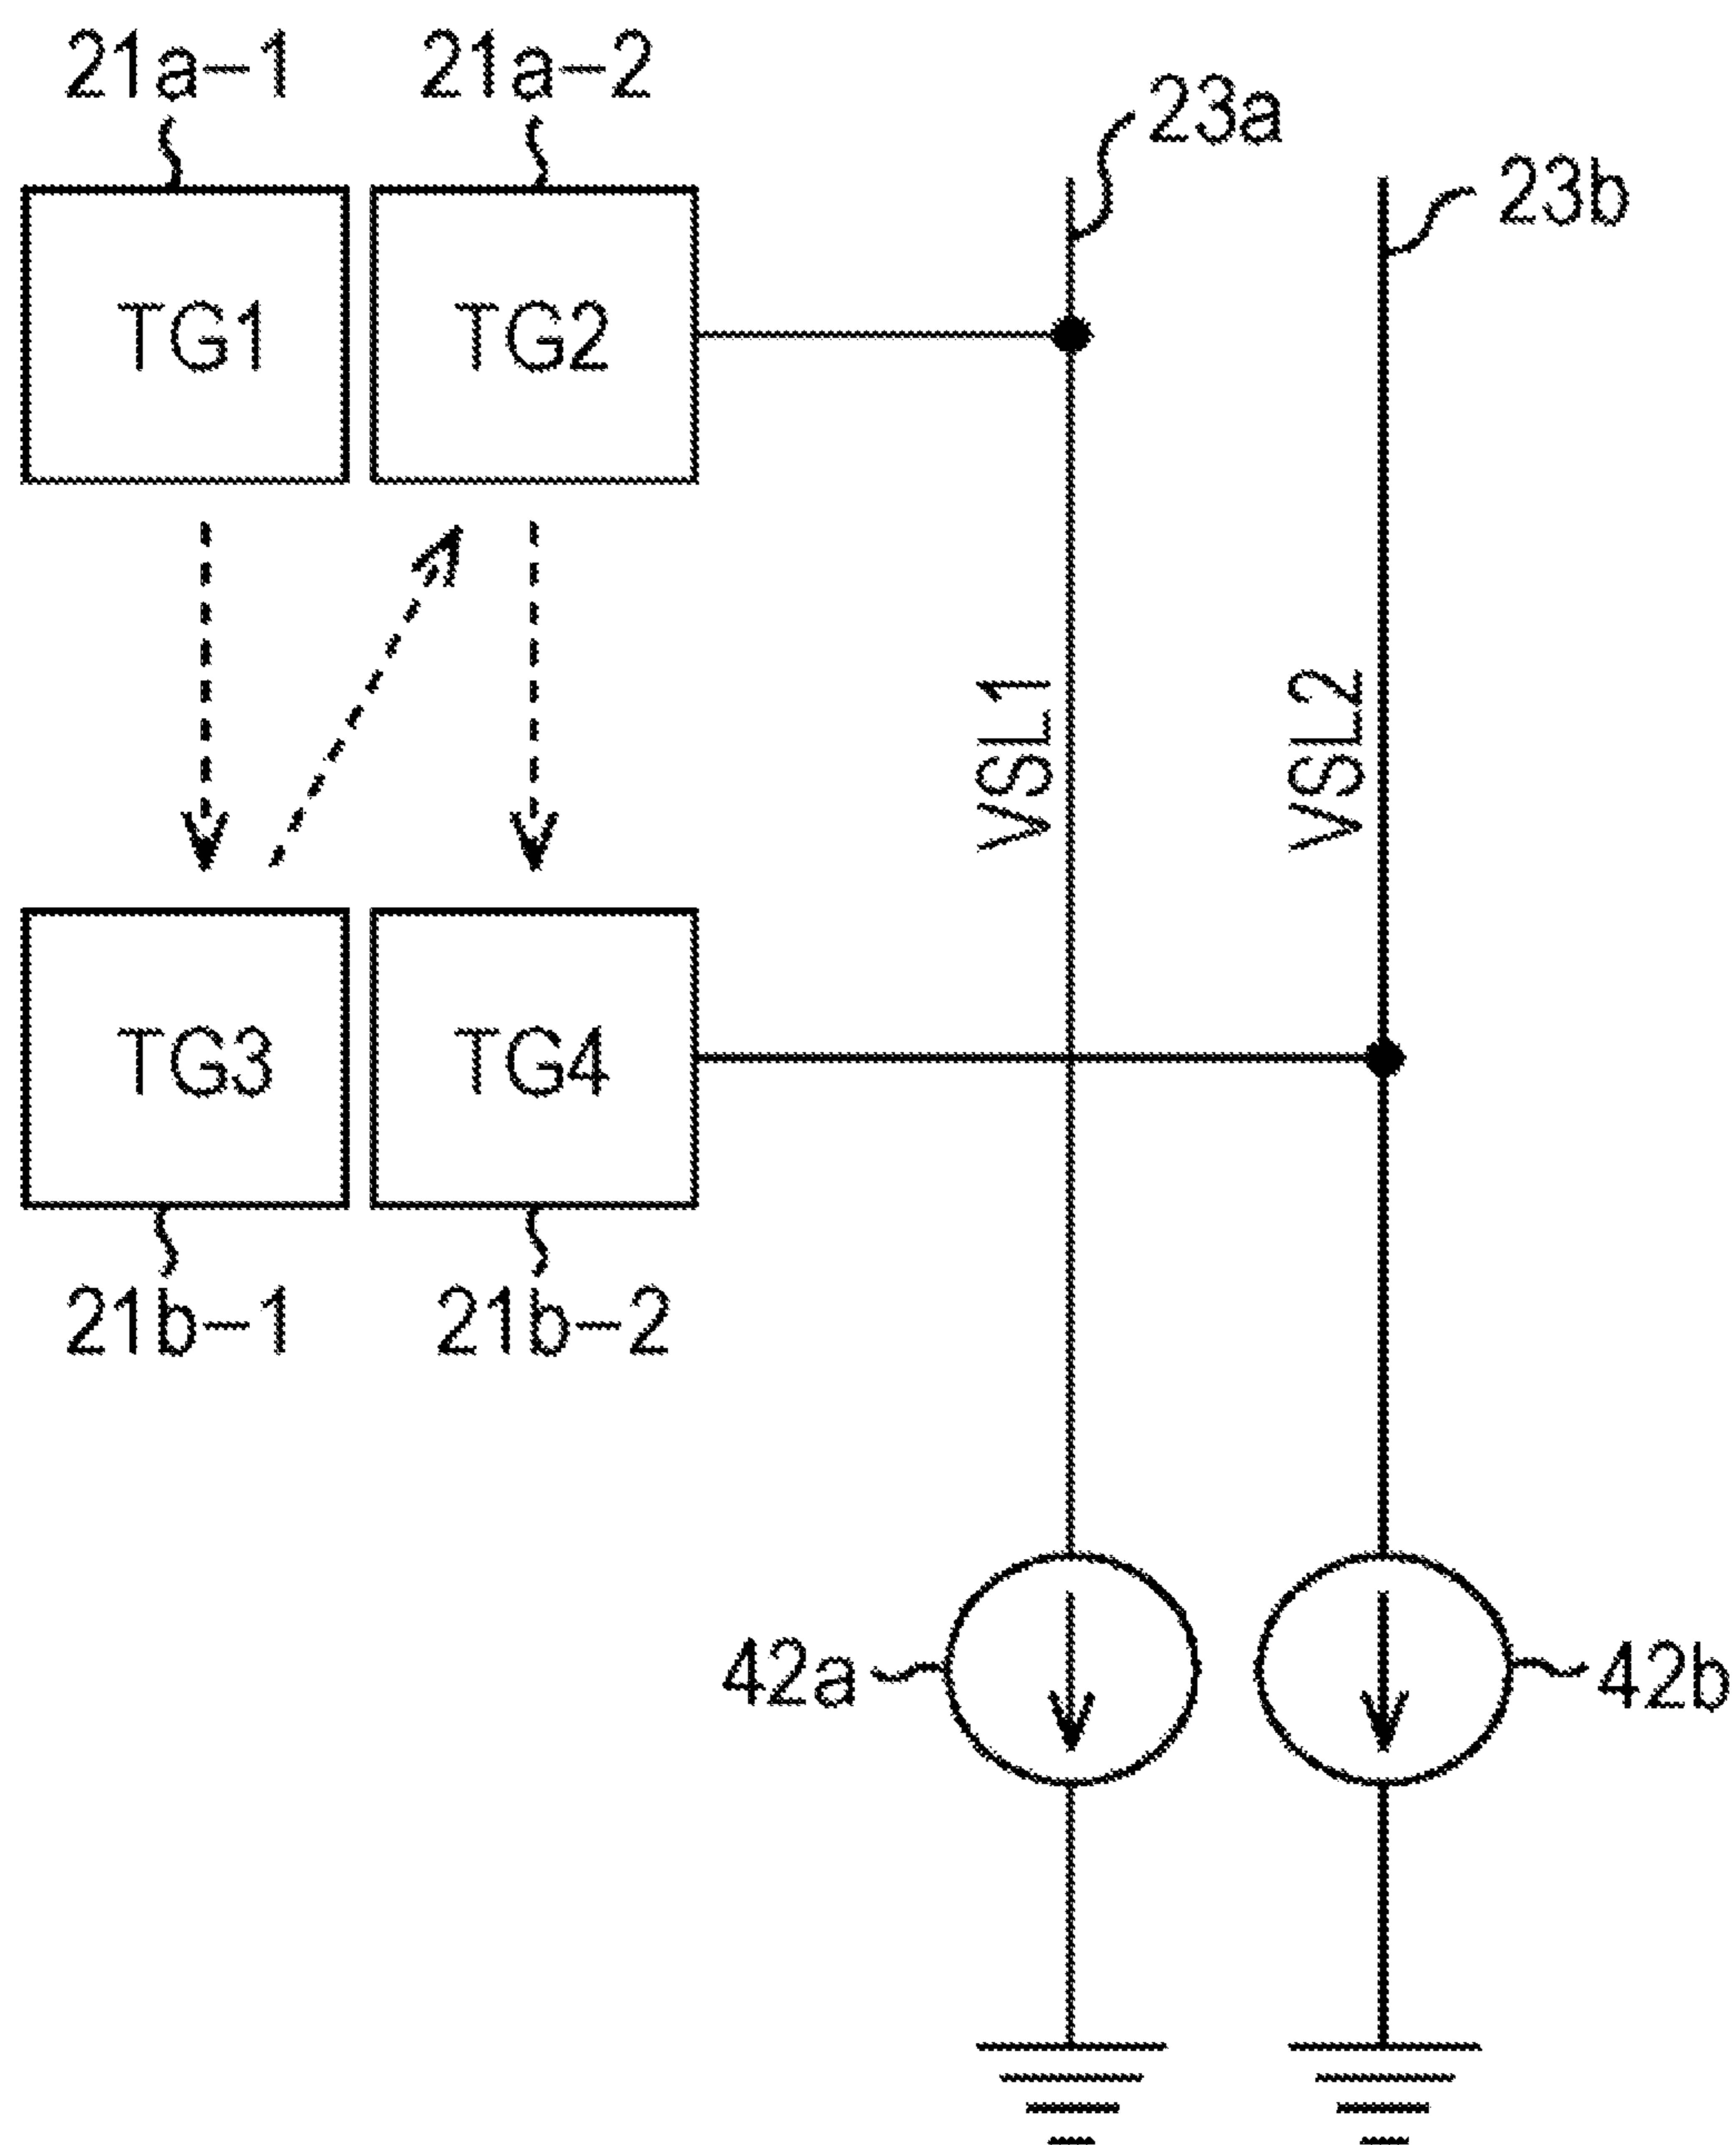 21a-1
21a-2
23a
23b
TG1
TG2
VSL1
VSL2
TG3
TG4
21b-1
21b-2
42a
42b